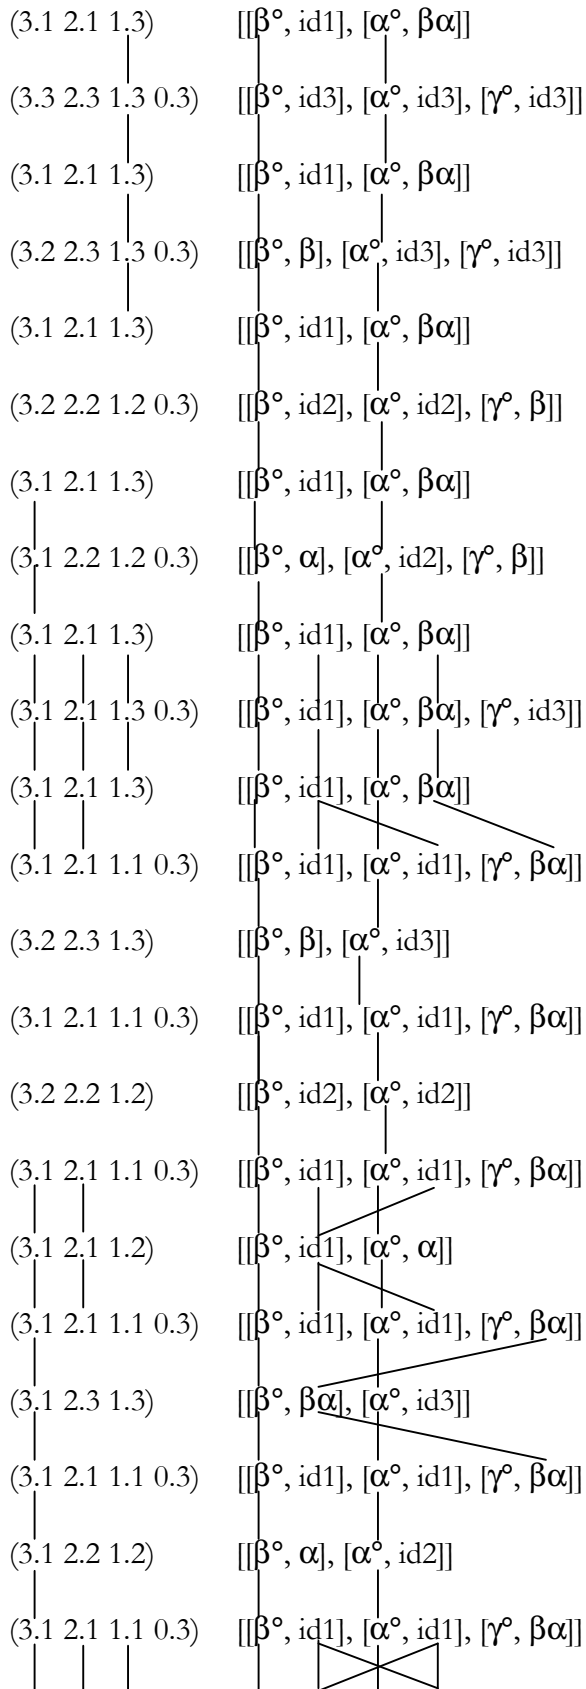 (3.1 2.1 1.3) [[β°, id1], [α°, βα]]
(3.3 2.3 1.3 0.3) [[β°, id3], [α°, id3], [γ°, id3]]
(3.1 2.1 1.3) [[β°, id1], [α°, βα]]
(3.2 2.3 1.3 0.3) [[β°, β], [α°, id3], [γ°, id3]]
(3.1 2.1 1.3) [[β°, id1], [α°, βα]]
(3.2 2.2 1.2 0.3) [[β°, id2], [α°, id2], [γ°, β]]
(3.1 2.1 1.3) [[β°, id1], [α°, βα]]
(3.1 2.2 1.2 0.3) [[β°, α], [α°, id2], [γ°, β]]
(3.1 2.1 1.3) [[β°, id1], [α°, βα]]
(3.1 2.1 1.3 0.3) [[β°, id1], [α°, βα], [γ°, id3]]
(3.1 2.1 1.3) [[β°, id1], [α°, βα]]
(3.1 2.1 1.1 0.3) [[β°, id1], [α°, id1], [γ°, βα]]
(3.2 2.3 1.3) [[β°, β], [α°, id3]]
(3.1 2.1 1.1 0.3) [[β°, id1], [α°, id1], [γ°, βα]]
(3.2 2.2 1.2) [[β°, id2], [α°, id2]]
(3.1 2.1 1.1 0.3) [[β°, id1], [α°, id1], [γ°, βα]]
(3.1 2.1 1.2) [[β°, id1], [α°, α]]
(3.1 2.1 1.1 0.3) [[β°, id1], [α°, id1], [γ°, βα]]
(3.1 2.3 1.3) [[β°, βα], [α°, id3]]
(3.1 2.1 1.1 0.3) [[β°, id1], [α°, id1], [γ°, βα]]
(3.1 2.2 1.2) [[β°, α], [α°, id2]]
(3.1 2.1 1.1 0.3) [[β°, id1], [α°, id1], [γ°, βα]]